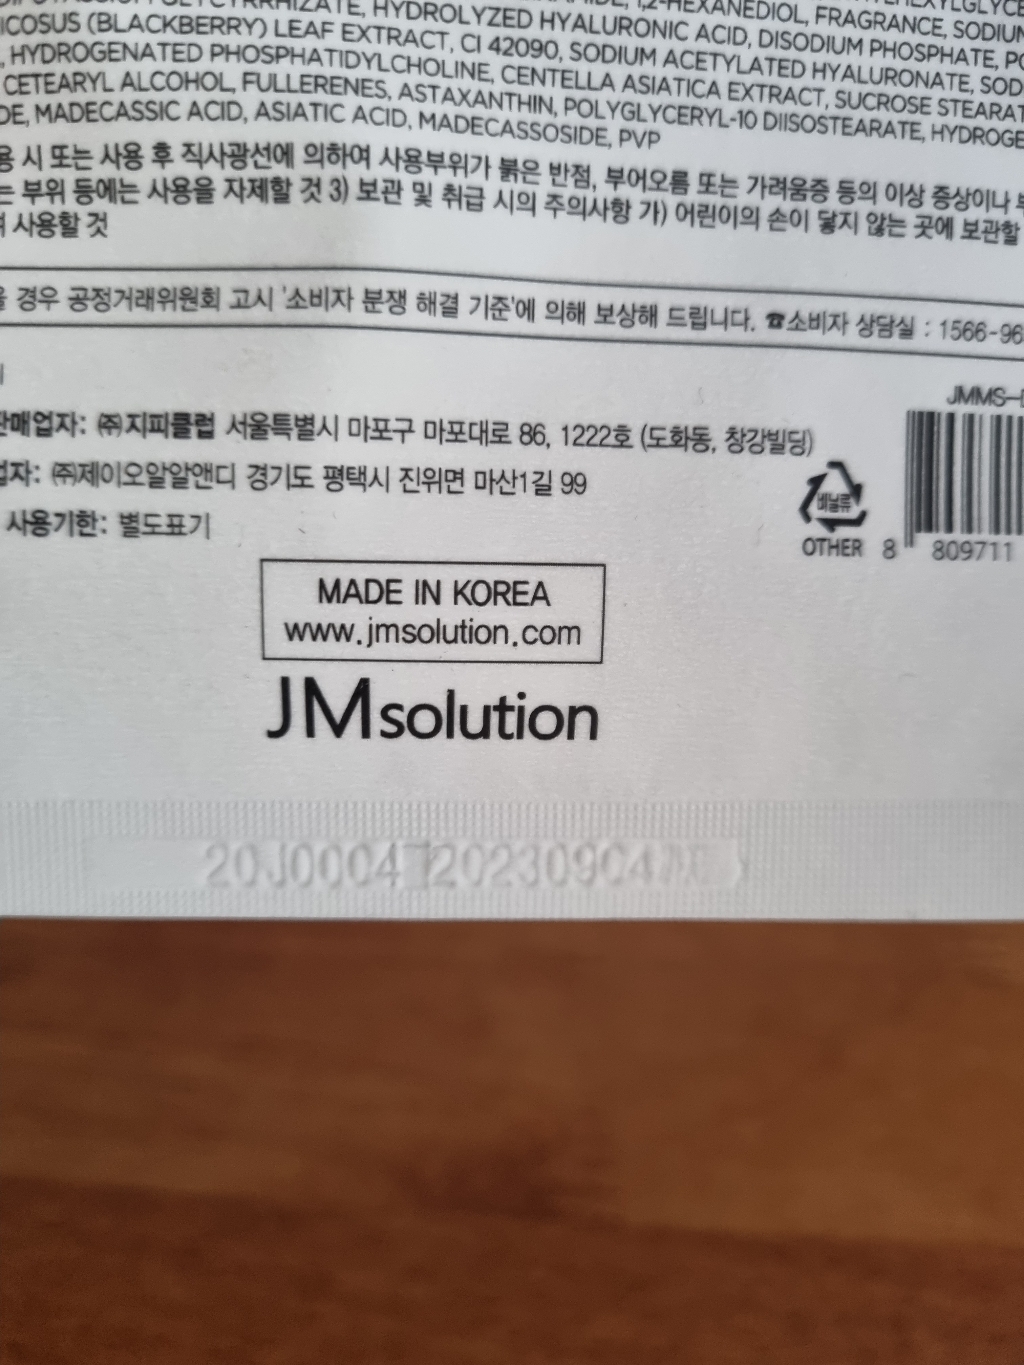 HYDROLYZED HYALURONIC ACID, DISODIUM PHOSPHATE,
(BLACKBERRY) LEAF EXTRACT, CI 42090, SODIUM ACETYLATED HYALURONATE,
, HYDROGENATED PHOSPHATIDYLCHOLINE, CENTELLA ASIATICA EXTRACT, SUCROSE
CETEARYL ALCOHOL, FULLERENES, ASTAXANTHIN, POLYGLYCERYL-10 DIISOSTEARATE,
MADECASSIC ACID, ASIATIC ACID, MADECASSOSIDE, PVP
시 또는 사용 후 직사광선에 의하여 사용부위가 붉은 반점, 부어오름 또는 가려움증 등의 이상 증상이나
는 부위 등에는 사용을 자제할 것 3) 보관 및 취급 시의 주의사항 가) 어린이의 손이 닿지 않는 곳에 보관할
사용할 것
경우 공정거래위원회 고시 '소비자 분쟁 해결 기준'에 의해 보상해 드립니다. ☎소비자 상담실 : 1566-96
JMMS-
판매업자: ㈜지피클럽 서울특별시 마포구 마포대로 86, 1222호 (도화동, 창강빌딩)
업자: ㈜제이오알알앤디 경기도 평택시 진위면 마산1길 99
사용기한: 별도표기
비닐류
OTHER
8 809711
MADE IN KOREA
www.jmsolution.com
JMsolution
20J0004 20230904